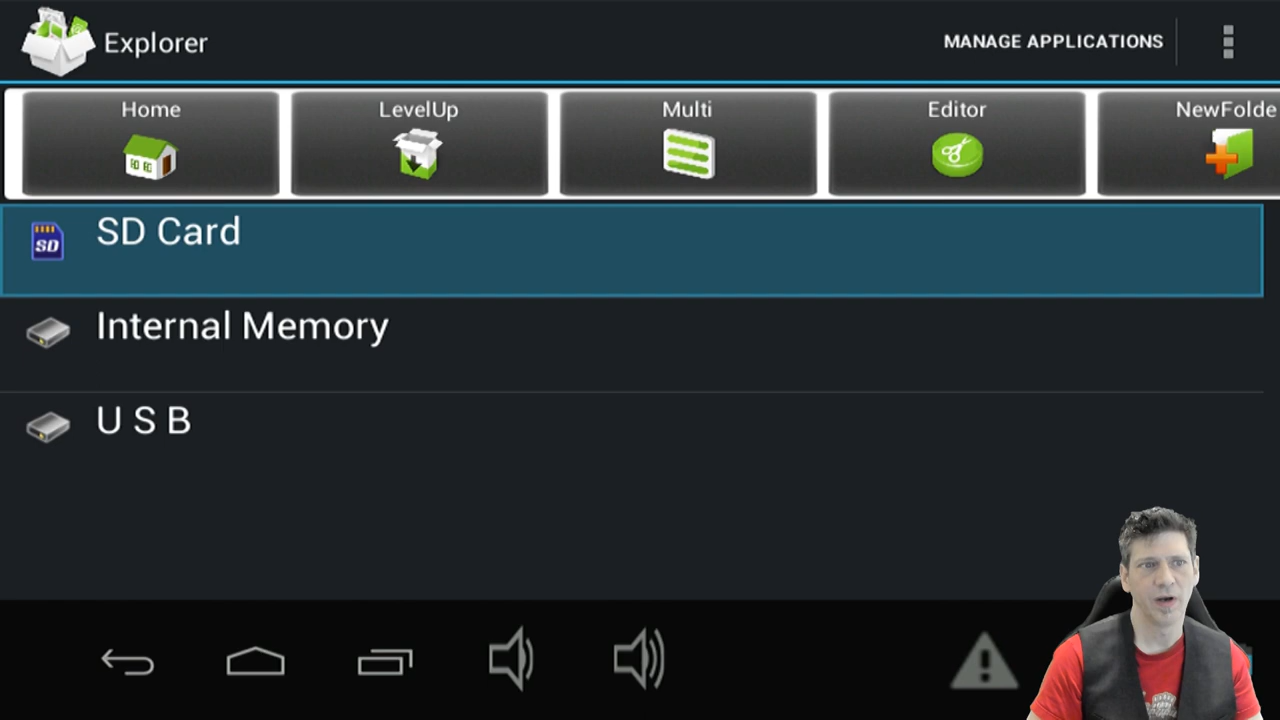 Explorer
MANAGE APPLICATIONS
Home
LevelUp
Multi
Editor
NewFolde
SD Card
SD
Internal Memory
U S B